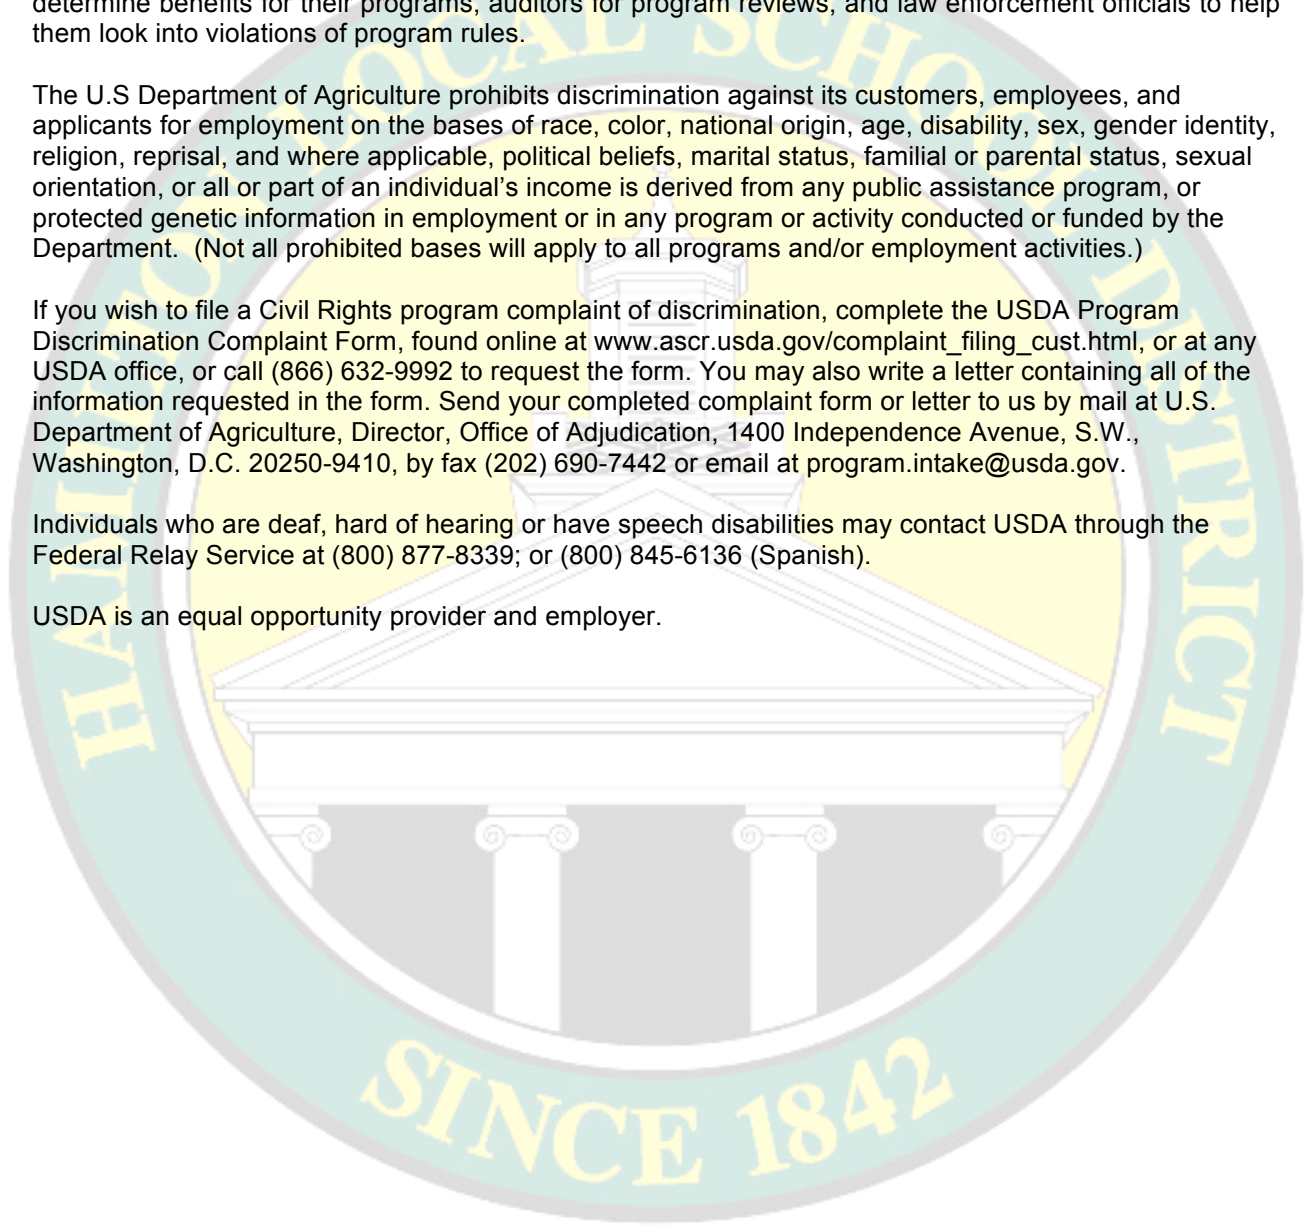 determine benefits for their programs, auditors for program reviews, and law enforcement officials to help
them look into violations of program rules.
The U.S Department of Agriculture prohibits discrimination against its customers, employees, and
applicants for employment on the bases of race, color, national origin, age, disability, sex, gender identity,
religion, reprisal, and where applicable, political beliefs, marital status, familial or parental status, sexual
orientation, or all or part of an individual's income is derived from any public assistance program, or
protected genetic information in employment or in any program or activity conducted or funded by the
Department.  (Not all prohibited bases will apply to all programs and/or employment activities.)
If you wish to file a Civil Rights program complaint of discrimination, complete the USDA Program
Discrimination Complaint Form, found online at www.ascr.usda.gov/complaint_filing_cust.html, or at any
USDA office, or call (866) 632-9992 to request the form. You may also write a letter containing all of the
information requested in the form. Send your completed complaint form or letter to us by mail at U.S.
Department of Agriculture, Director, Office of Adjudication, 1400 Independence Avenue, S.W.,
Washington, D.C. 20250-9410, by fax (202) 690-7442 or email at program.intake@usda.gov.
Individuals who are deaf, hard of hearing or have speech disabilities may contact USDA through the
Federal Relay Service at (800) 877-8339; or (800) 845-6136 (Spanish).
USDA is an equal opportunity provider and employer.
HAMILTON LOCAL SCHOOL DISTRICT
SINCE 1842